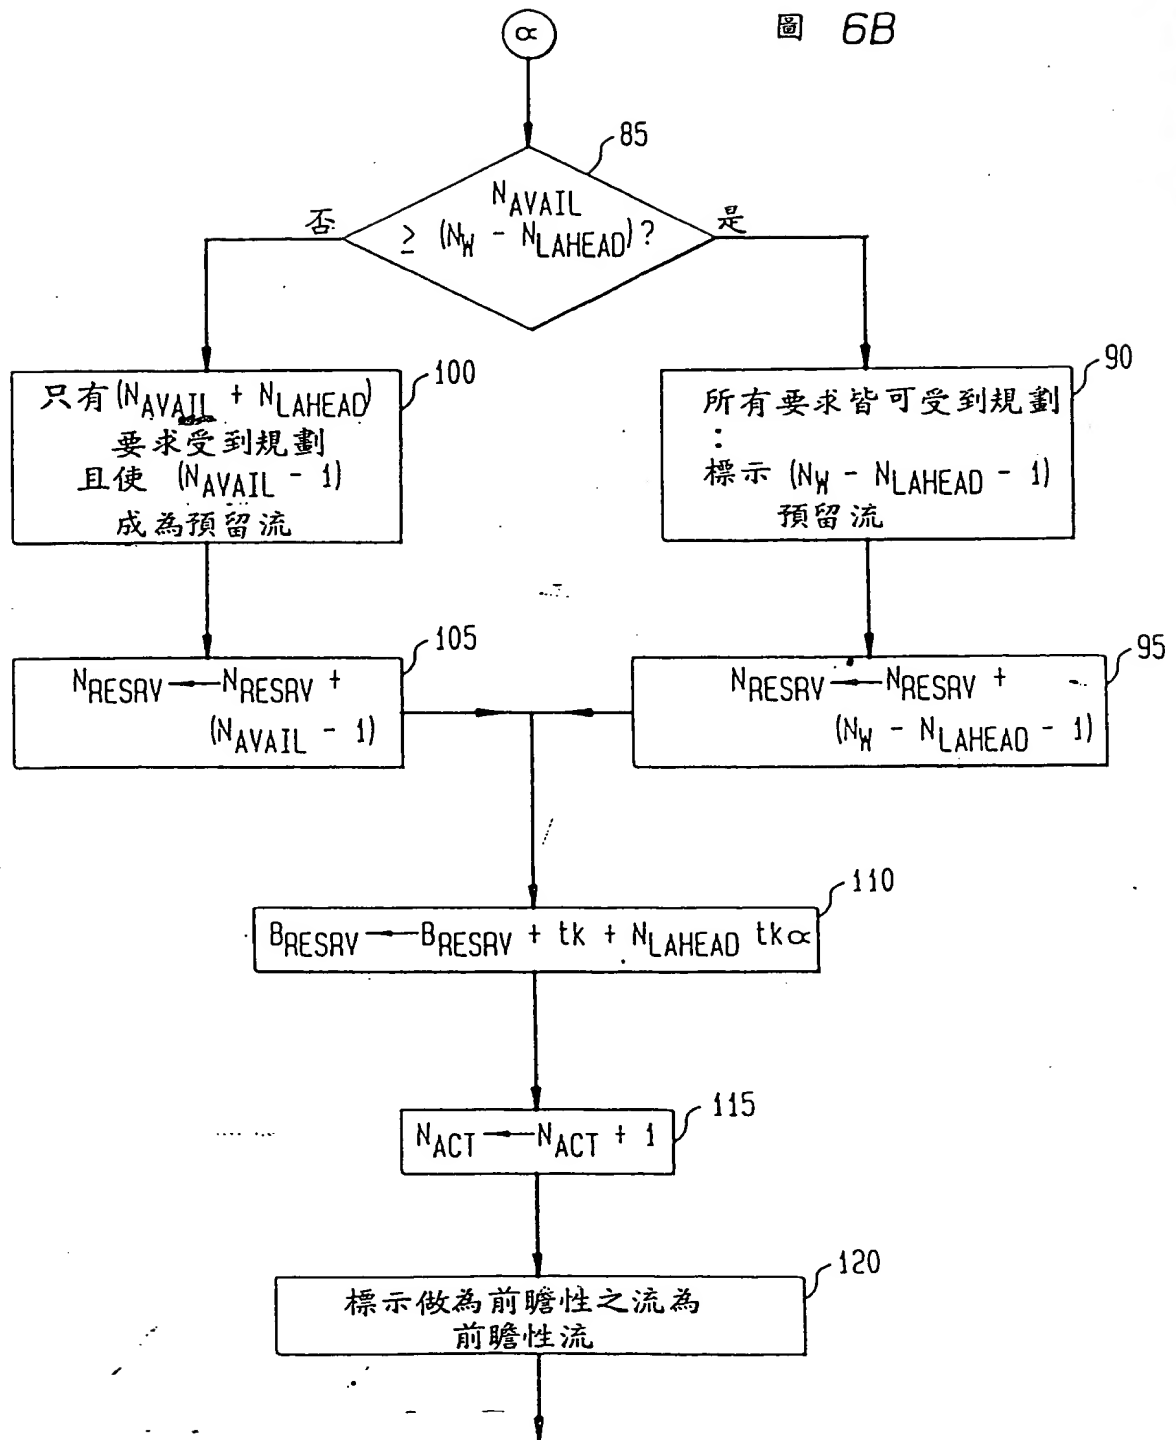 ∝
圖 6B
85
N_AVAIL
≥ (N_W - N_LAHEAD)?
否
是
100
只有(N_AVAIL + N_LAHEAD)
要求受到規劃
且使 (N_AVAIL - 1)
成為預留流
90
所有要求皆可受到規劃
:
標示 (N_W - N_LAHEAD - 1)
預留流
105
N_RESRV ← N_RESRV +
(N_AVAIL - 1)
95
N_RESRV ← N_RESRV +
(N_W - N_LAHEAD - 1)
110
B_RESRV ← B_RESRV + tk + N_LAHEAD tk∝
115
N_ACT ← N_ACT + 1
120
標示做為前瞻性之流為
前瞻性流